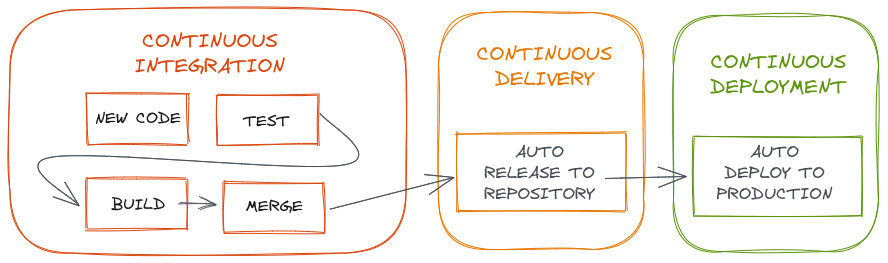 CONTINUOUS
INTEGRATION
NEW CODE
TEST
BUILD
MERGE
CONTINUOUS
DELIVERY
AUTO
RELEASE TO
REPOSITORY
CONTINUOUS
DEPLOYMENT
AUTO
DEPLOY TO
PRODUCTION